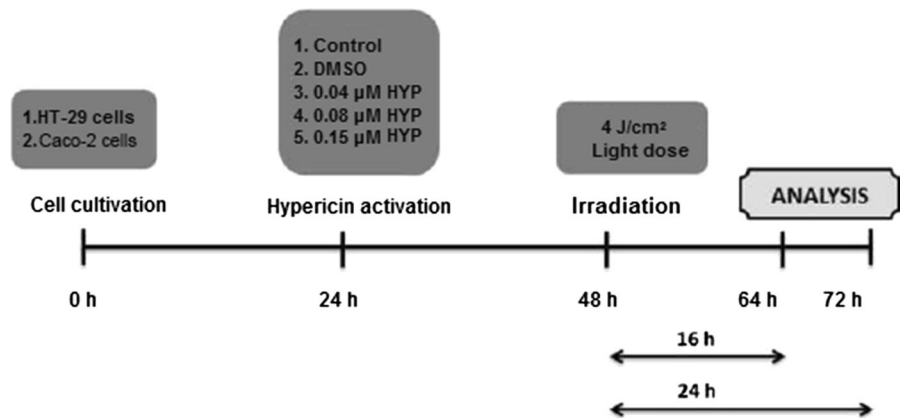 1. Control
2. DMSO
3. 0.04 µM HYP
4. 0.08 µM HYP
5. 0.15 µM HYP
1.HT-29 cells
2.Caco-2 cells
4 J/cm²
Light dose
ANALYSIS
Cell cultivation
Hypericin activation
Irradiation
0 h
24 h
48 h
64 h
72 h
16 h
24 h